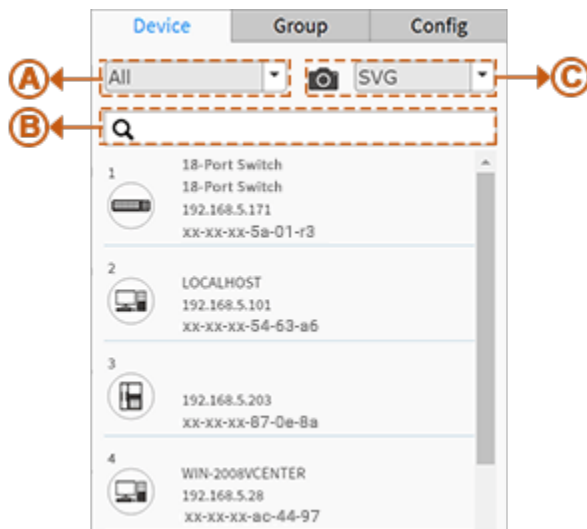 Device Group Config
A All SVG C
B
1 18-Port Switch
18-Port Switch
192.168.5.171
xx-xx-xx-5a-01-r3
2
LOCALHOST
192.168.5.101
xx-xx-xx-54-63-a6
3
192.168.5.203
xx-xx-xx-87-0e-8a
4
WIN-2008VCENTER
192.168.5.28
xx-xx-xx-ac-44-97